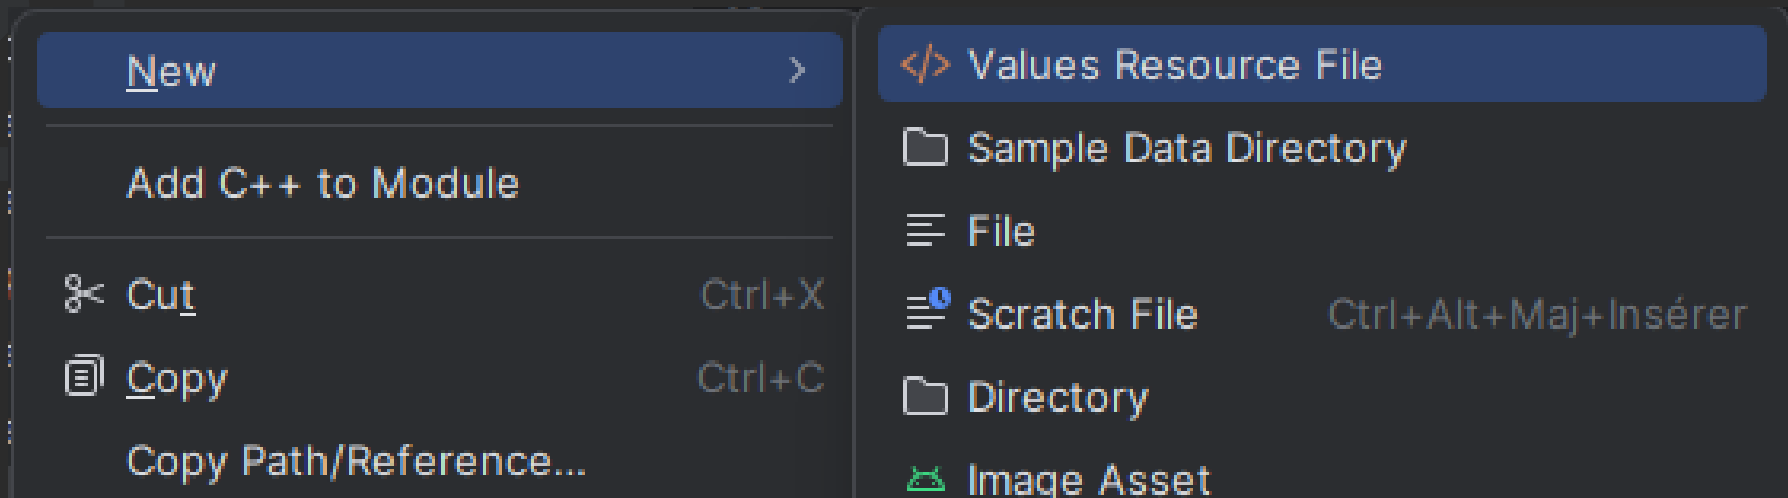 New
Add C++ to Module
Cut Ctrl+X
Copy Ctrl+C
Copy Path/Reference...
Values Resource File
Sample Data Directory
File
Scratch File Ctrl+Alt+Maj+Insérer
Directory
Image Asset